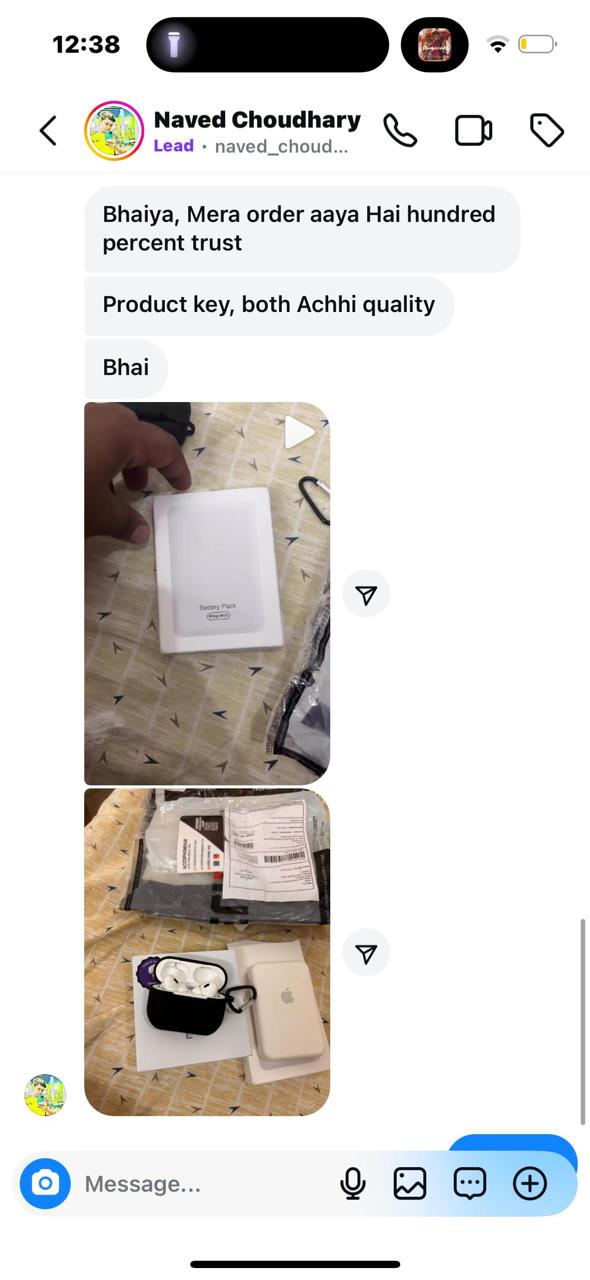 12:38
Naved Choudhary
Lead · naved_choud...
Bhaiya, Mera order aaya Hai hundred
percent trust
Product key, both Achhi quality
Bhai
Battery Pack
Magnetic
Message...